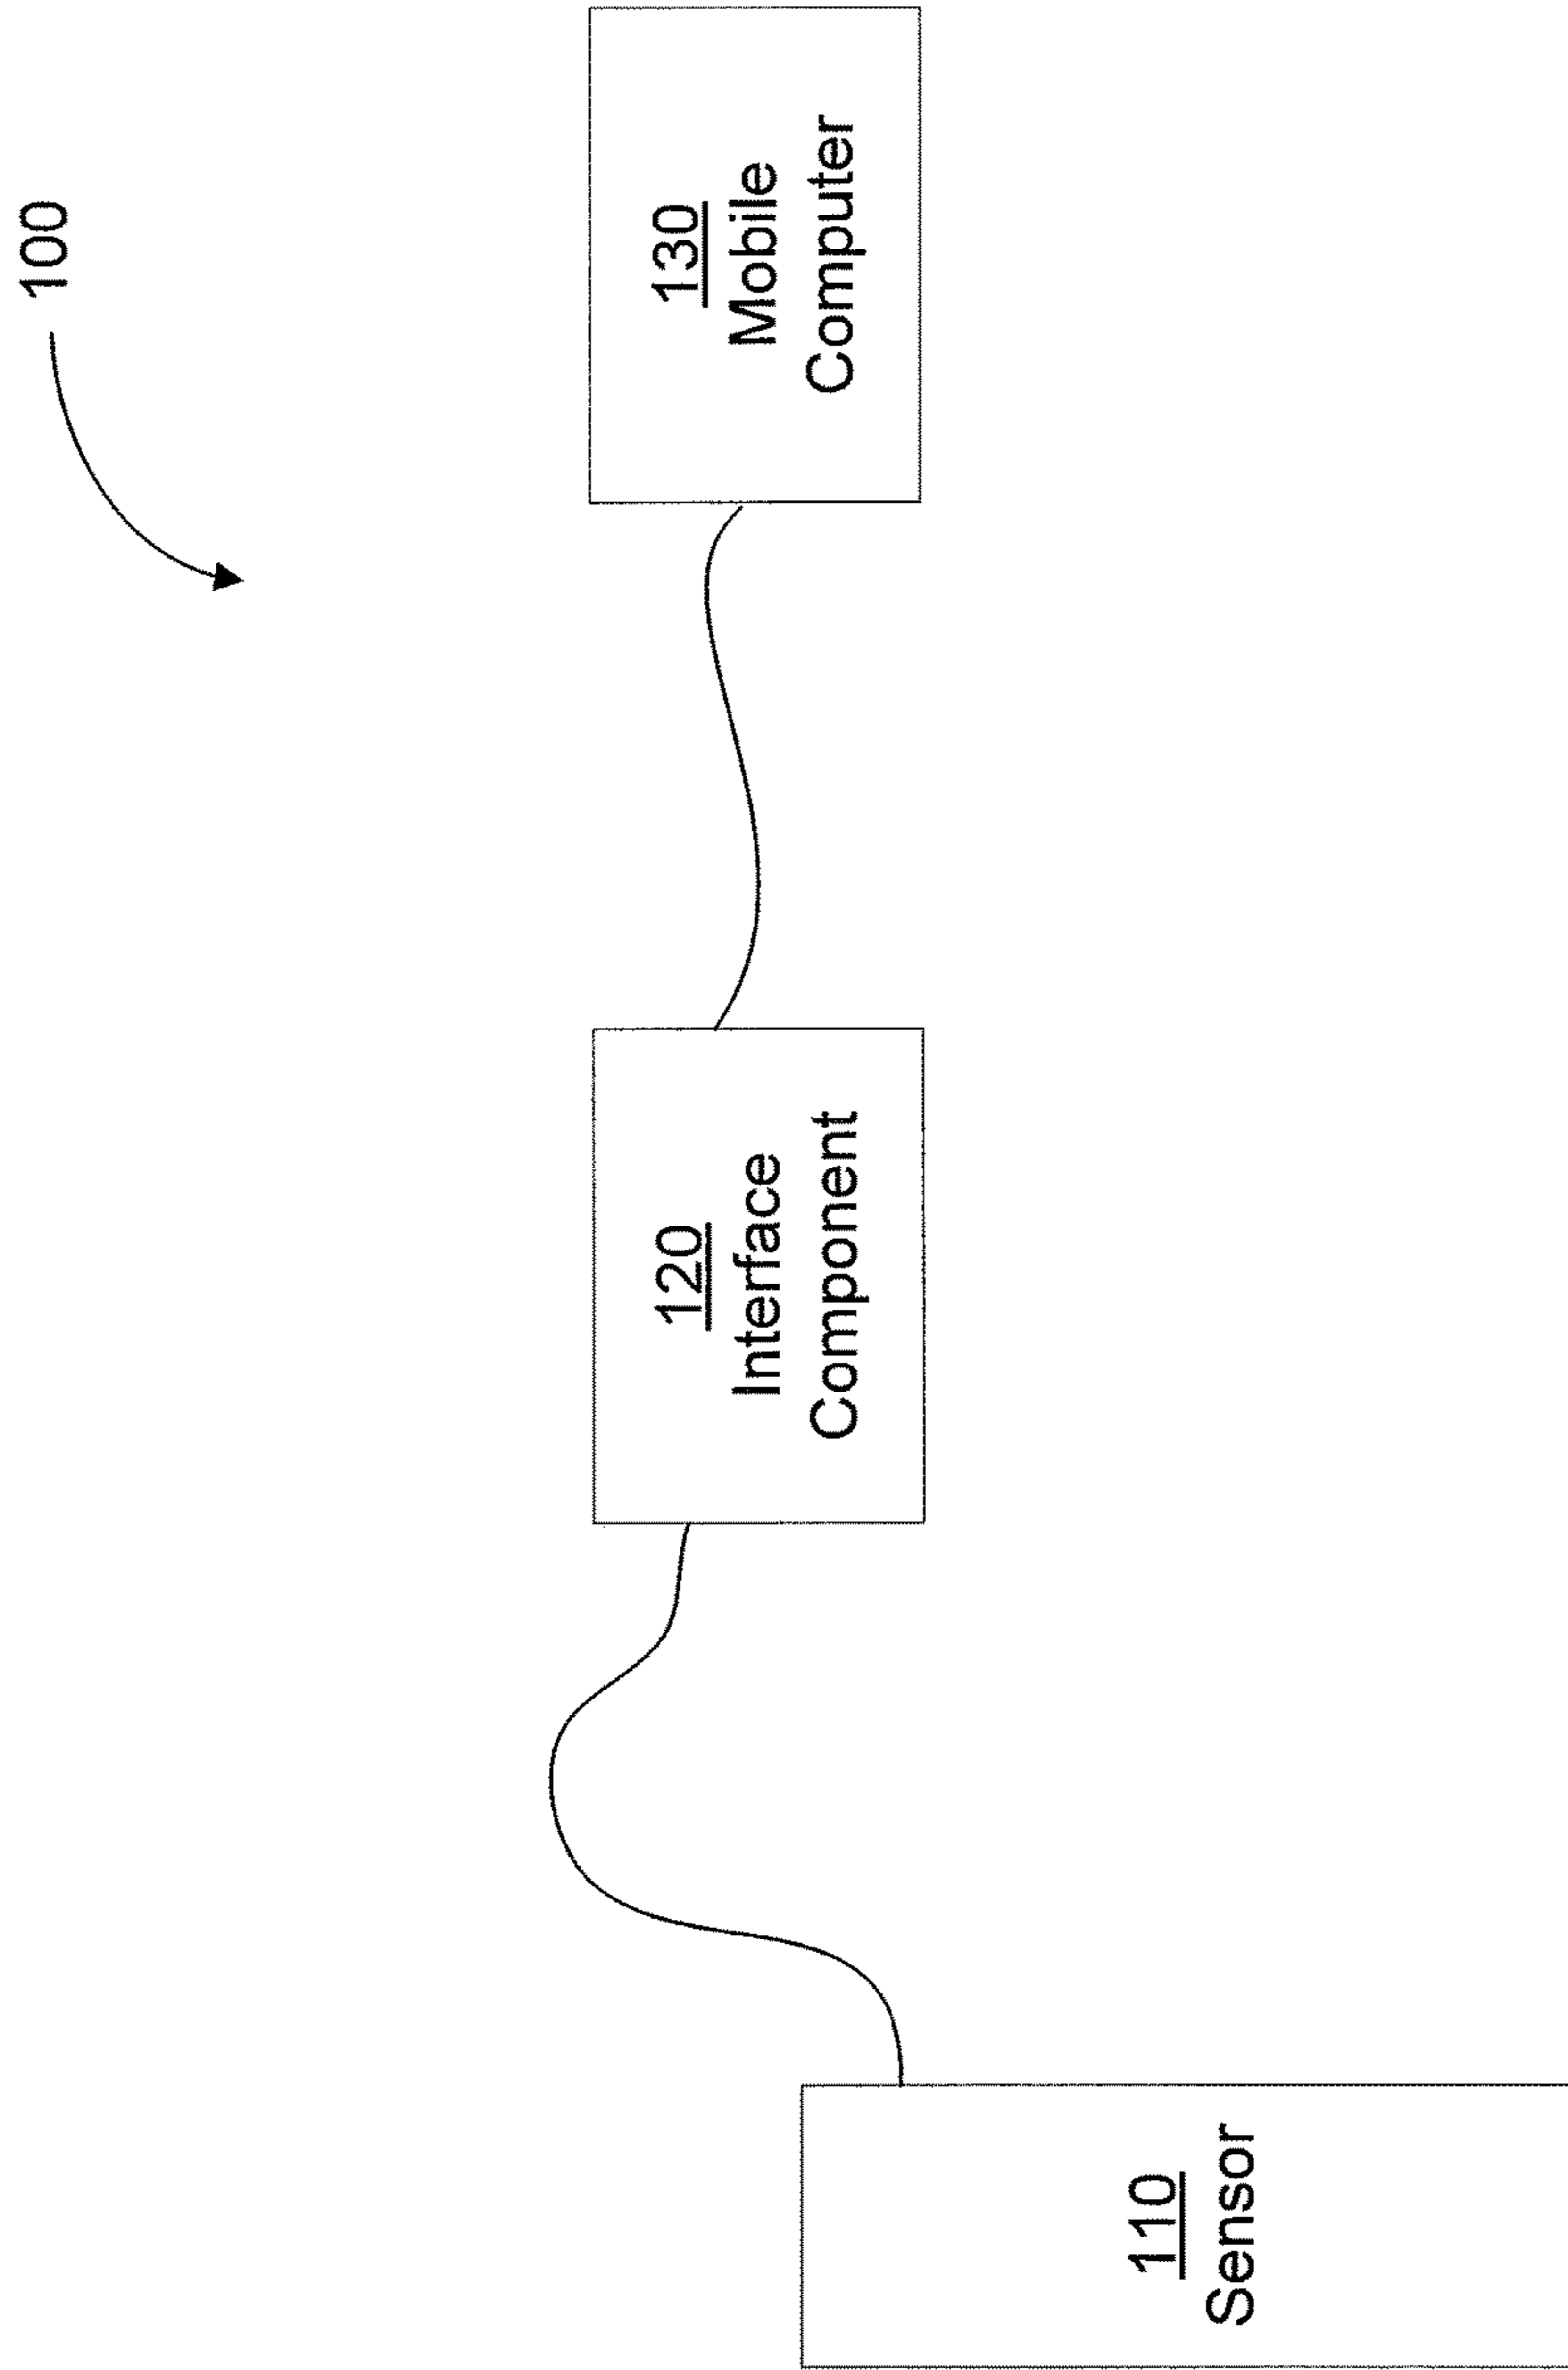 100
110
Sensor
120
Interface
Component
130
Mobile
Computer